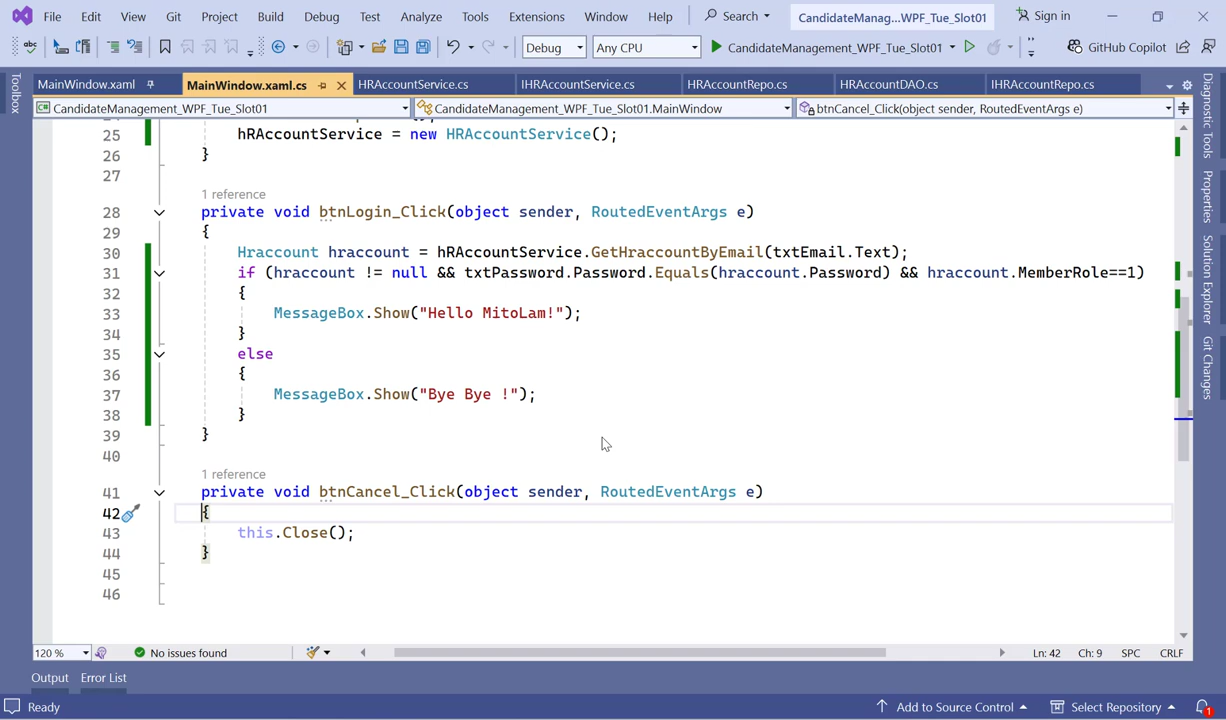 File Edit View Git Project Build Debug Test Analyze Tools Extensions Window Help Search CandidateManag...WPF_Tue_Slot01 Sign in
Debug Any CPU CandidateManagement_WPF_Tue_Slot01 GitHub Copilot
MainWindow.xaml MainWindow.xaml.cs HRAccountService.cs IHRAccountService.cs HRAccountRepo.cs HRAccountDAO.cs IHRAccountRepo.cs
CandidateManagement_WPF_Tue_Slot01 CandidateManagement_WPF_Tue_Slot01.MainWindow btnCancel_Click(object sender, RoutedEventArgs e)
Toolbox
Diagnostic Tools
Properties
Solution Explorer
Git Changes
25 hRAccountService = new HRAccountService();
26 }
27
1 reference
28 private void btnLogin_Click(object sender, RoutedEventArgs e)
29 {
30 Hraccount hraccount = hRAccountService.GetHraccountByEmail(txtEmail.Text);
31 if (hraccount != null && txtPassword.Password.Equals(hraccount.Password) && hraccount.MemberRole==1)
32 {
33 MessageBox.Show("Hello MitoLam!");
34 }
35 else
36 {
37 MessageBox.Show("Bye Bye !");
38 }
39 }
40
1 reference
41 private void btnCancel_Click(object sender, RoutedEventArgs e)
42 {
43 this.Close();
44 }
45
46
120 % No issues found Ln: 42 Ch: 9 SPC CRLF
Output Error List
Ready Add to Source Control Select Repository 1